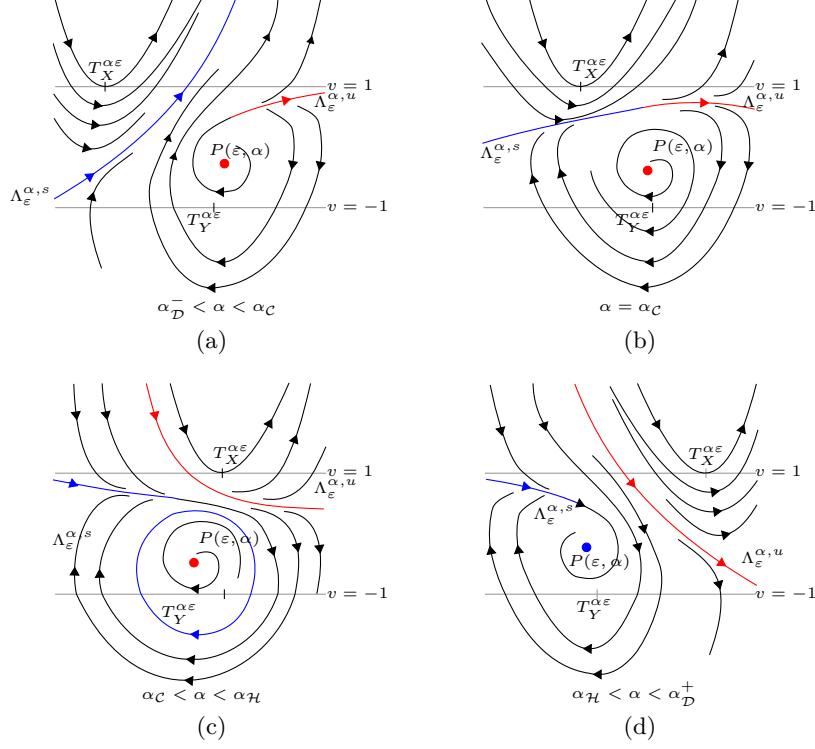 T_X^{αε}
v = 1
Λ_ε^{α,u}
P(ε, α)
Λ_ε^{α,s}
T_Y^{αε}
v = −1
α_𝒟^− < α < α_𝒞
(a)
T_X^{αε}
v = 1
Λ_ε^{α,u}
Λ_ε^{α,s}
P(ε, α)
T_Y^{αε}
v = −1
α = α_𝒞
(b)
T_X^{αε}
v = 1
Λ_ε^{α,u}
Λ_ε^{α,s}
P(ε, α)
T_Y^{αε}
v = −1
α_𝒞 < α < α_ℋ
(c)
T_X^{αε}
v = 1
Λ_ε^{α,s}
P(ε, α)
Λ_ε^{α,u}
T_Y^{αε}
v = −1
α_ℋ < α < α_𝒟^+
(d)